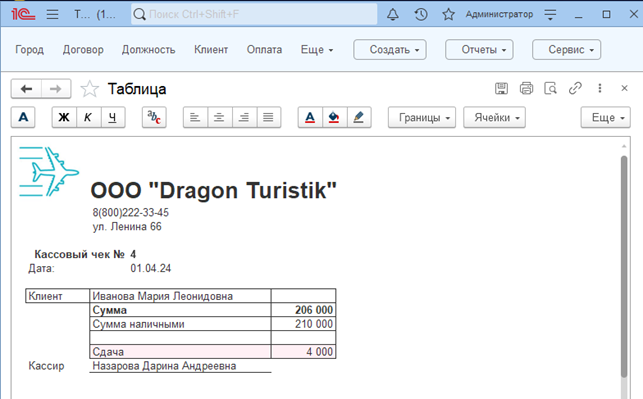 1С Т... (1... Поиск Ctrl+Shift+F Администратор
Город Договор Должность Клиент Оплата Еще Создать Отчеты Сервис
Таблица
А Ж К Ч abc А Границы Ячейки Еще
ООО "Dragon Turistik"
8(800)222-33-45
ул. Ленина 66
Кассовый чек № 4
Дата: 01.04.24
Клиент Иванова Мария Леонидовна
Сумма 206 000
Сумма наличными 210 000
Сдача 4 000
Кассир Назарова Дарина Андреевна